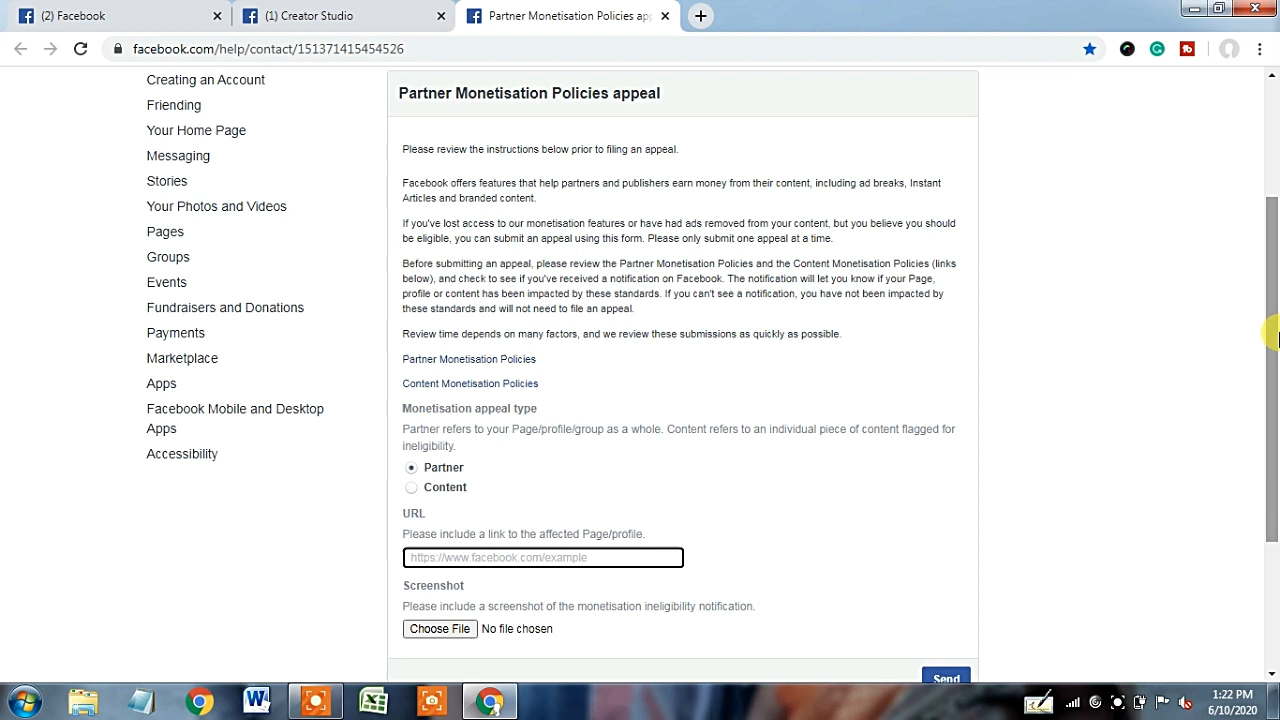 (2) Facebook
(1) Creator Studio
Partner Monetisation Policies ap
facebook.com/help/contact/151371415454526
Creating an Account
Friending
Your Home Page
Messaging
Stories
Your Photos and Videos
Pages
Groups
Events
Fundraisers and Donations
Payments
Marketplace
Apps
Facebook Mobile and Desktop
Apps
Accessibility
Partner Monetisation Policies appeal
Please review the instructions below prior to filing an appeal.
Facebook offers features that help partners and publishers earn money from their content, including ad breaks, Instant
Articles and branded content.
If you've lost access to our monetisation features or have had ads removed from your content, but you believe you should
be eligible, you can submit an appeal using this form. Please only submit one appeal at a time.
Before submitting an appeal, please review the Partner Monetisation Policies and the Content Monetisation Policies (links
below), and check to see if you've received a notification on Facebook. The notification will let you know if your Page,
profile or content has been impacted by these standards. If you can't see a notification, you have not been impacted by
these standards and will not need to file an appeal.
Review time depends on many factors, and we review these submissions as quickly as possible.
Partner Monetisation Policies
Content Monetisation Policies
Monetisation appeal type
Partner refers to your Page/profile/group as a whole. Content refers to an individual piece of content flagged for
ineligibility.
Partner
Content
URL
Please include a link to the affected Page/profile.
https://www.facebook.com/example
Screenshot
Please include a screenshot of the monetisation ineligibility notification.
Choose File No file chosen
Send
1:22 PM
6/10/2020